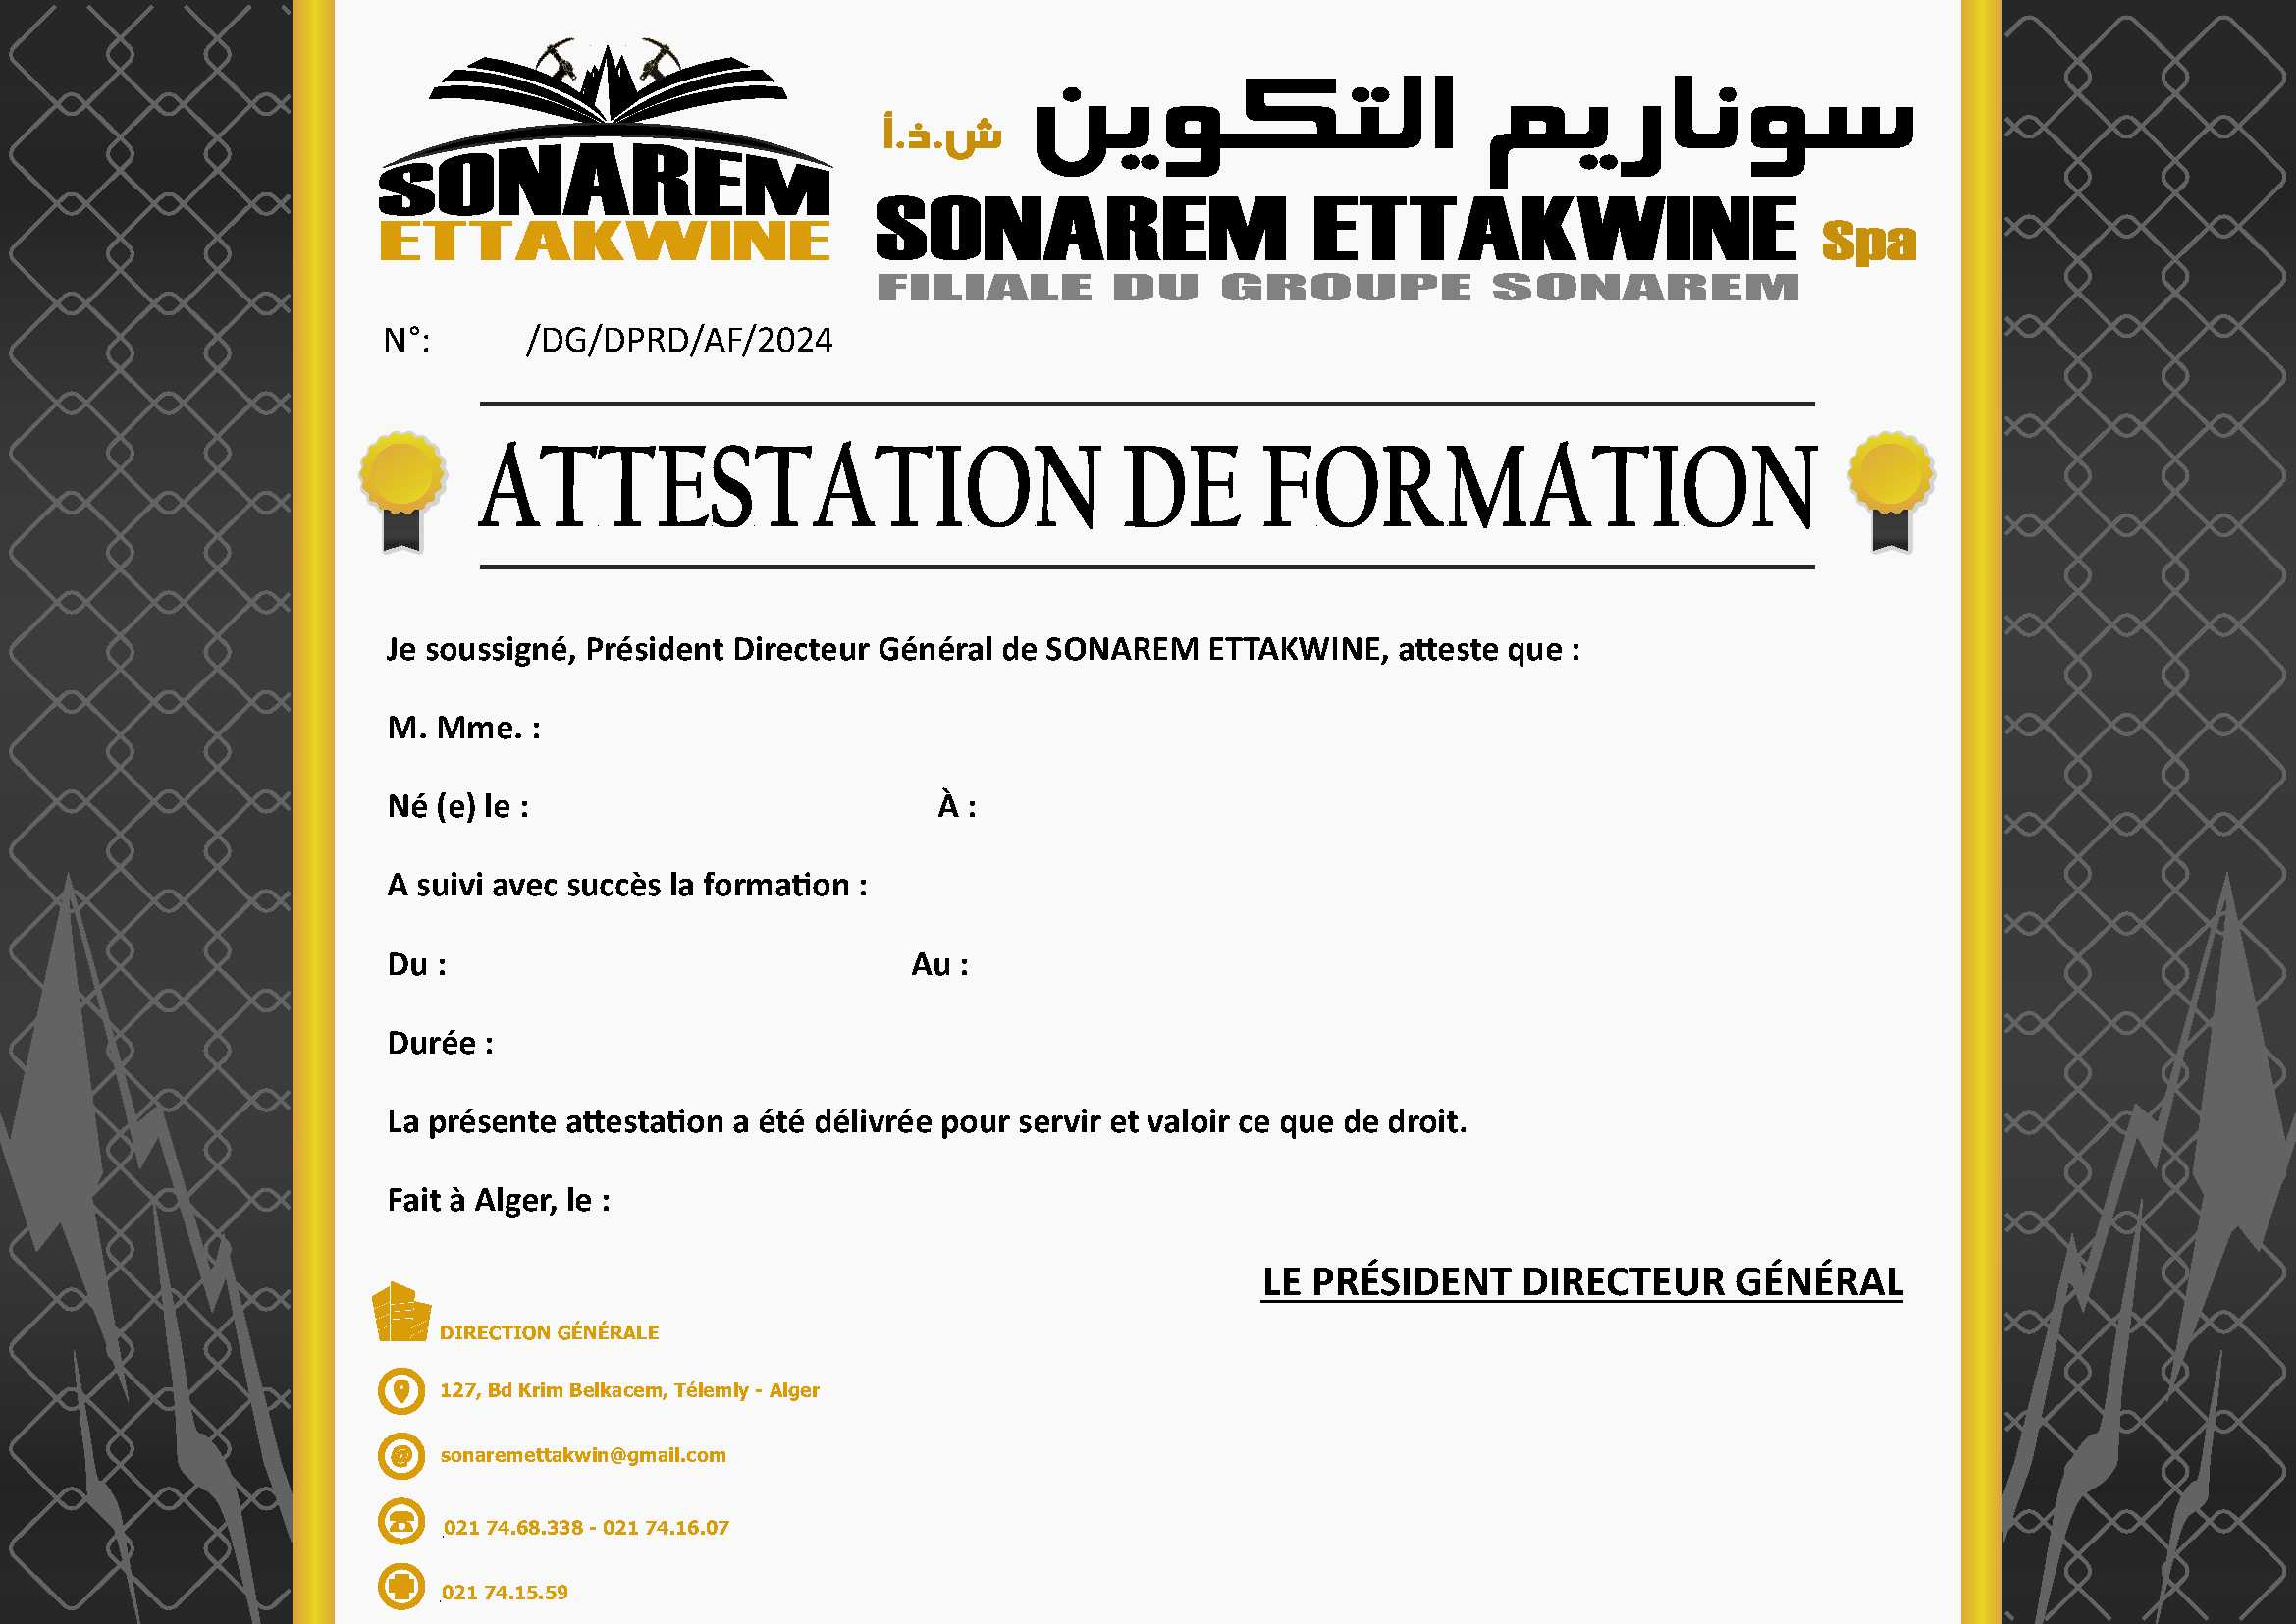 SONAREM
ETTAKWINE
سوناريم التكوين ش.ذ.أ
SONAREM ETTAKWINE Spa
FILIALE DU GROUPE SONAREM
N°: /DG/DPRD/AF/2024
ATTESTATION DE FORMATION
Je soussigné, Président Directeur Général de SONAREM ETTAKWINE, atteste que :
M. Mme. :
Né (e) le : À :
A suivi avec succès la formation :
Du : Au :
Durée :
La présente attestation a été délivrée pour servir et valoir ce que de droit.
Fait à Alger, le :
LE PRÉSIDENT DIRECTEUR GÉNÉRAL
DIRECTION GÉNÉRALE
127, Bd Krim Belkacem, Télemly - Alger
sonaremettakwin@gmail.com
021 74.68.338 - 021 74.16.07
021 74.15.59